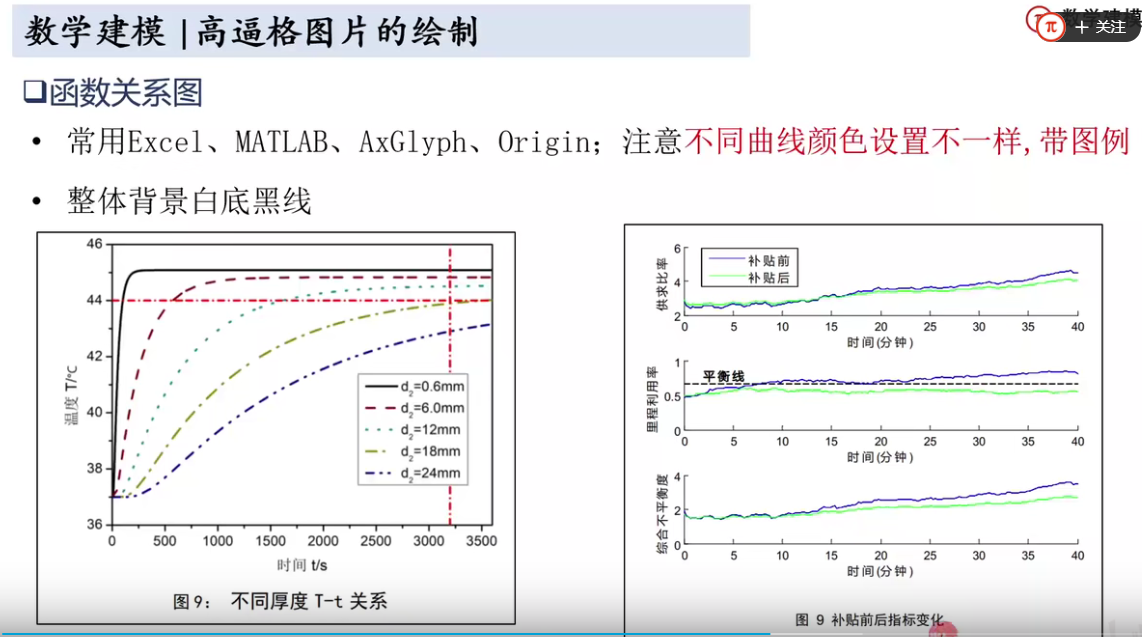 数学建模 |高逼格图片的绘制
数学建模
π
+ 关注
❑函数关系图
• 常用Excel、MATLAB、AxGlyph、Origin；注意不同曲线颜色设置不一样,带图例
• 整体背景白底黑线
46
44
42
40
38
36
温度 T/°C
d₂=0.6mm
d₂=6.0mm
d₂=12mm
d₂=18mm
d₂=24mm
0 500 1000 1500 2000 2500 3000 3500
时间 t/s
图 9： 不同厚度 T-t 关系
供求比率
6
4
2
补贴前
补贴后
0 5 10 15 20 25 30 35 40
时间(分钟)
里程利用率
1
0.5
0
平衡线
0 5 10 15 20 25 30 35 40
时间(分钟)
综合不平衡度
4
2
0
0 5 10 15 20 25 30 35 40
时间(分钟)
图 9 补贴前后指标变化